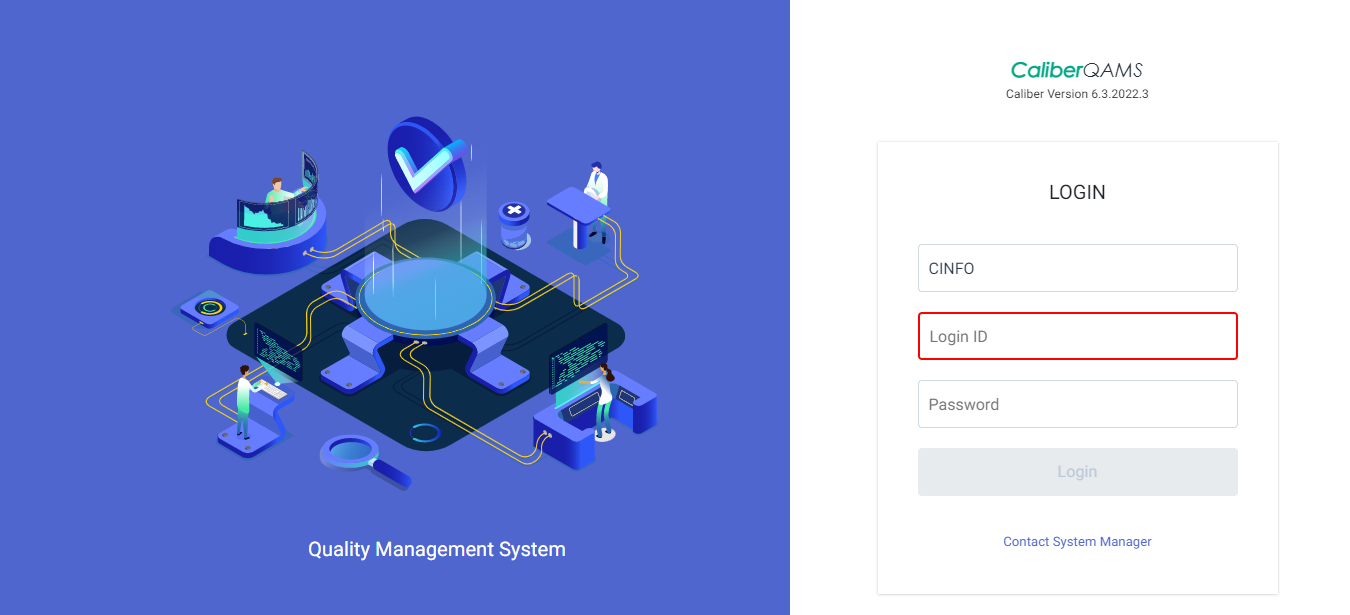 CaliberQAMS
Caliber Version 6.3.2022.3
LOGIN
CINFO
Login ID
Password
Login
Contact System Manager
Quality Management System